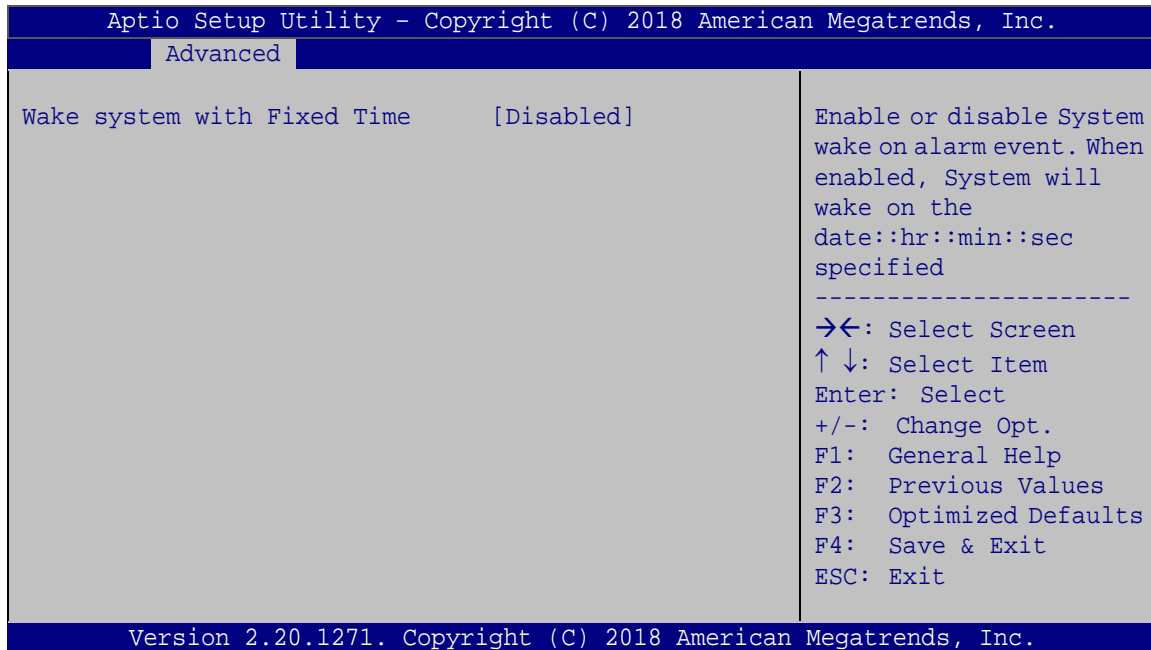 Aptio Setup Utility – Copyright (C) 2018 American Megatrends, Inc.
Advanced
Wake system with Fixed Time [Disabled]
Enable or disable System
wake on alarm event. When
enabled, System will
wake on the
date::hr::min::sec
specified
----------------------
→←: Select Screen
↑ ↓: Select Item
Enter: Select
+/-: Change Opt.
F1: General Help
F2: Previous Values
F3: Optimized Defaults
F4: Save & Exit
ESC: Exit
Version 2.20.1271. Copyright (C) 2018 American Megatrends, Inc.